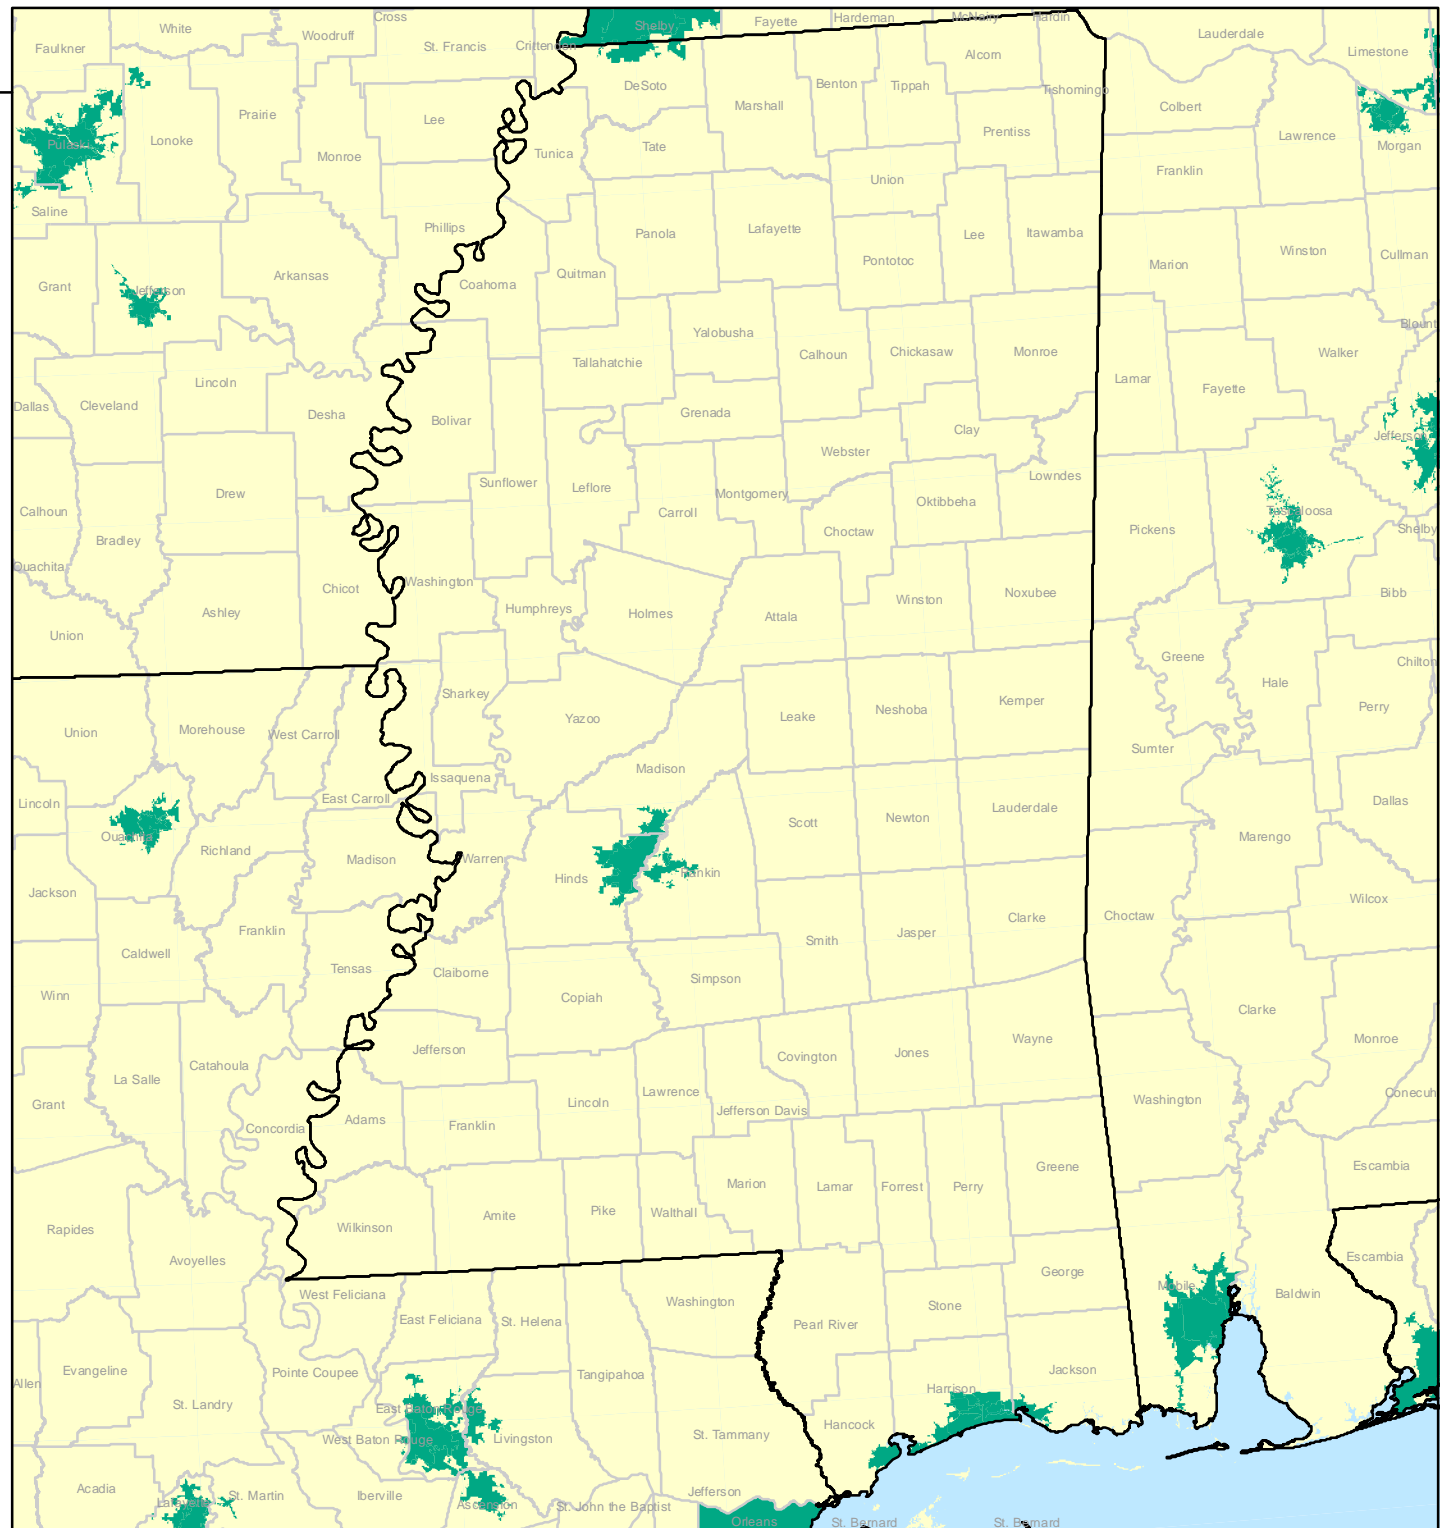 Cross
White
Woodruff
St. Francis
Crittenden
Shelby
Fayette
Hardeman
McNairy
Hardin
Lauderdale
Limestone
Faulkner
DeSoto
Marshall
Benton
Tippah
Alcorn
Tishomingo
Colbert
Pulaski
Lonoke
Prairie
Monroe
Lee
Tunica
Tate
Prentiss
Lawrence
Morgan
Franklin
Union
Saline
Phillips
Panola
Lafayette
Pontotoc
Lee
Itawamba
Marion
Winston
Cullman
Grant
Jefferson
Arkansas
Coahoma
Quitman
Yalobusha
Calhoun
Chickasaw
Monroe
Blount
Walker
Lamar
Fayette
Tallahatchie
Lincoln
Dallas
Cleveland
Desha
Bolivar
Grenada
Webster
Clay
Jefferson
Lowndes
Oktibbeha
Calhoun
Drew
Sunflower
Leflore
Carroll
Montgomery
Choctaw
Pickens
Tuscaloosa
Shelby
Bradley
Ouachita
Chicot
Washington
Humphreys
Holmes
Attala
Winston
Noxubee
Bibb
Union
Ashley
Greene
Hale
Chilton
Perry
Sharkey
Yazoo
Leake
Neshoba
Kemper
Sumter
Union
Morehouse
West Carroll
Issaquena
Madison
Lincoln
East Carroll
Scott
Newton
Lauderdale
Dallas
Marengo
Ouachita
Richland
Madison
Warren
Hinds
Rankin
Jackson
Wilcox
Franklin
Clarke
Choctaw
Smith
Jasper
Caldwell
Tensas
Claiborne
Simpson
Winn
Copiah
Clarke
Monroe
Wayne
Jefferson
Covington
Jones
Catahoula
La Salle
Grant
Lawrence
Lincoln
Jefferson Davis
Washington
Conecuh
Concordia
Adams
Franklin
Greene
Escambia
Marion
Lamar
Forrest
Perry
Rapides
Wilkinson
Amite
Pike
Walthall
Avoyelles
Escambia
George
Mobile
Baldwin
West Feliciana
Washington
Stone
East Feliciana
St. Helena
Pearl River
Evangeline
Pointe Coupee
Tangipahoa
Jackson
Allen
St. Landry
East Baton Rouge
Harrison
West Baton Rouge
Livingston
St. Tammany
Hancock
Acadia
St. Martin
Iberville
Lafayette
Ascension
St. John the Baptist
Jefferson
Orleans
St. Bernard
St. Bernard